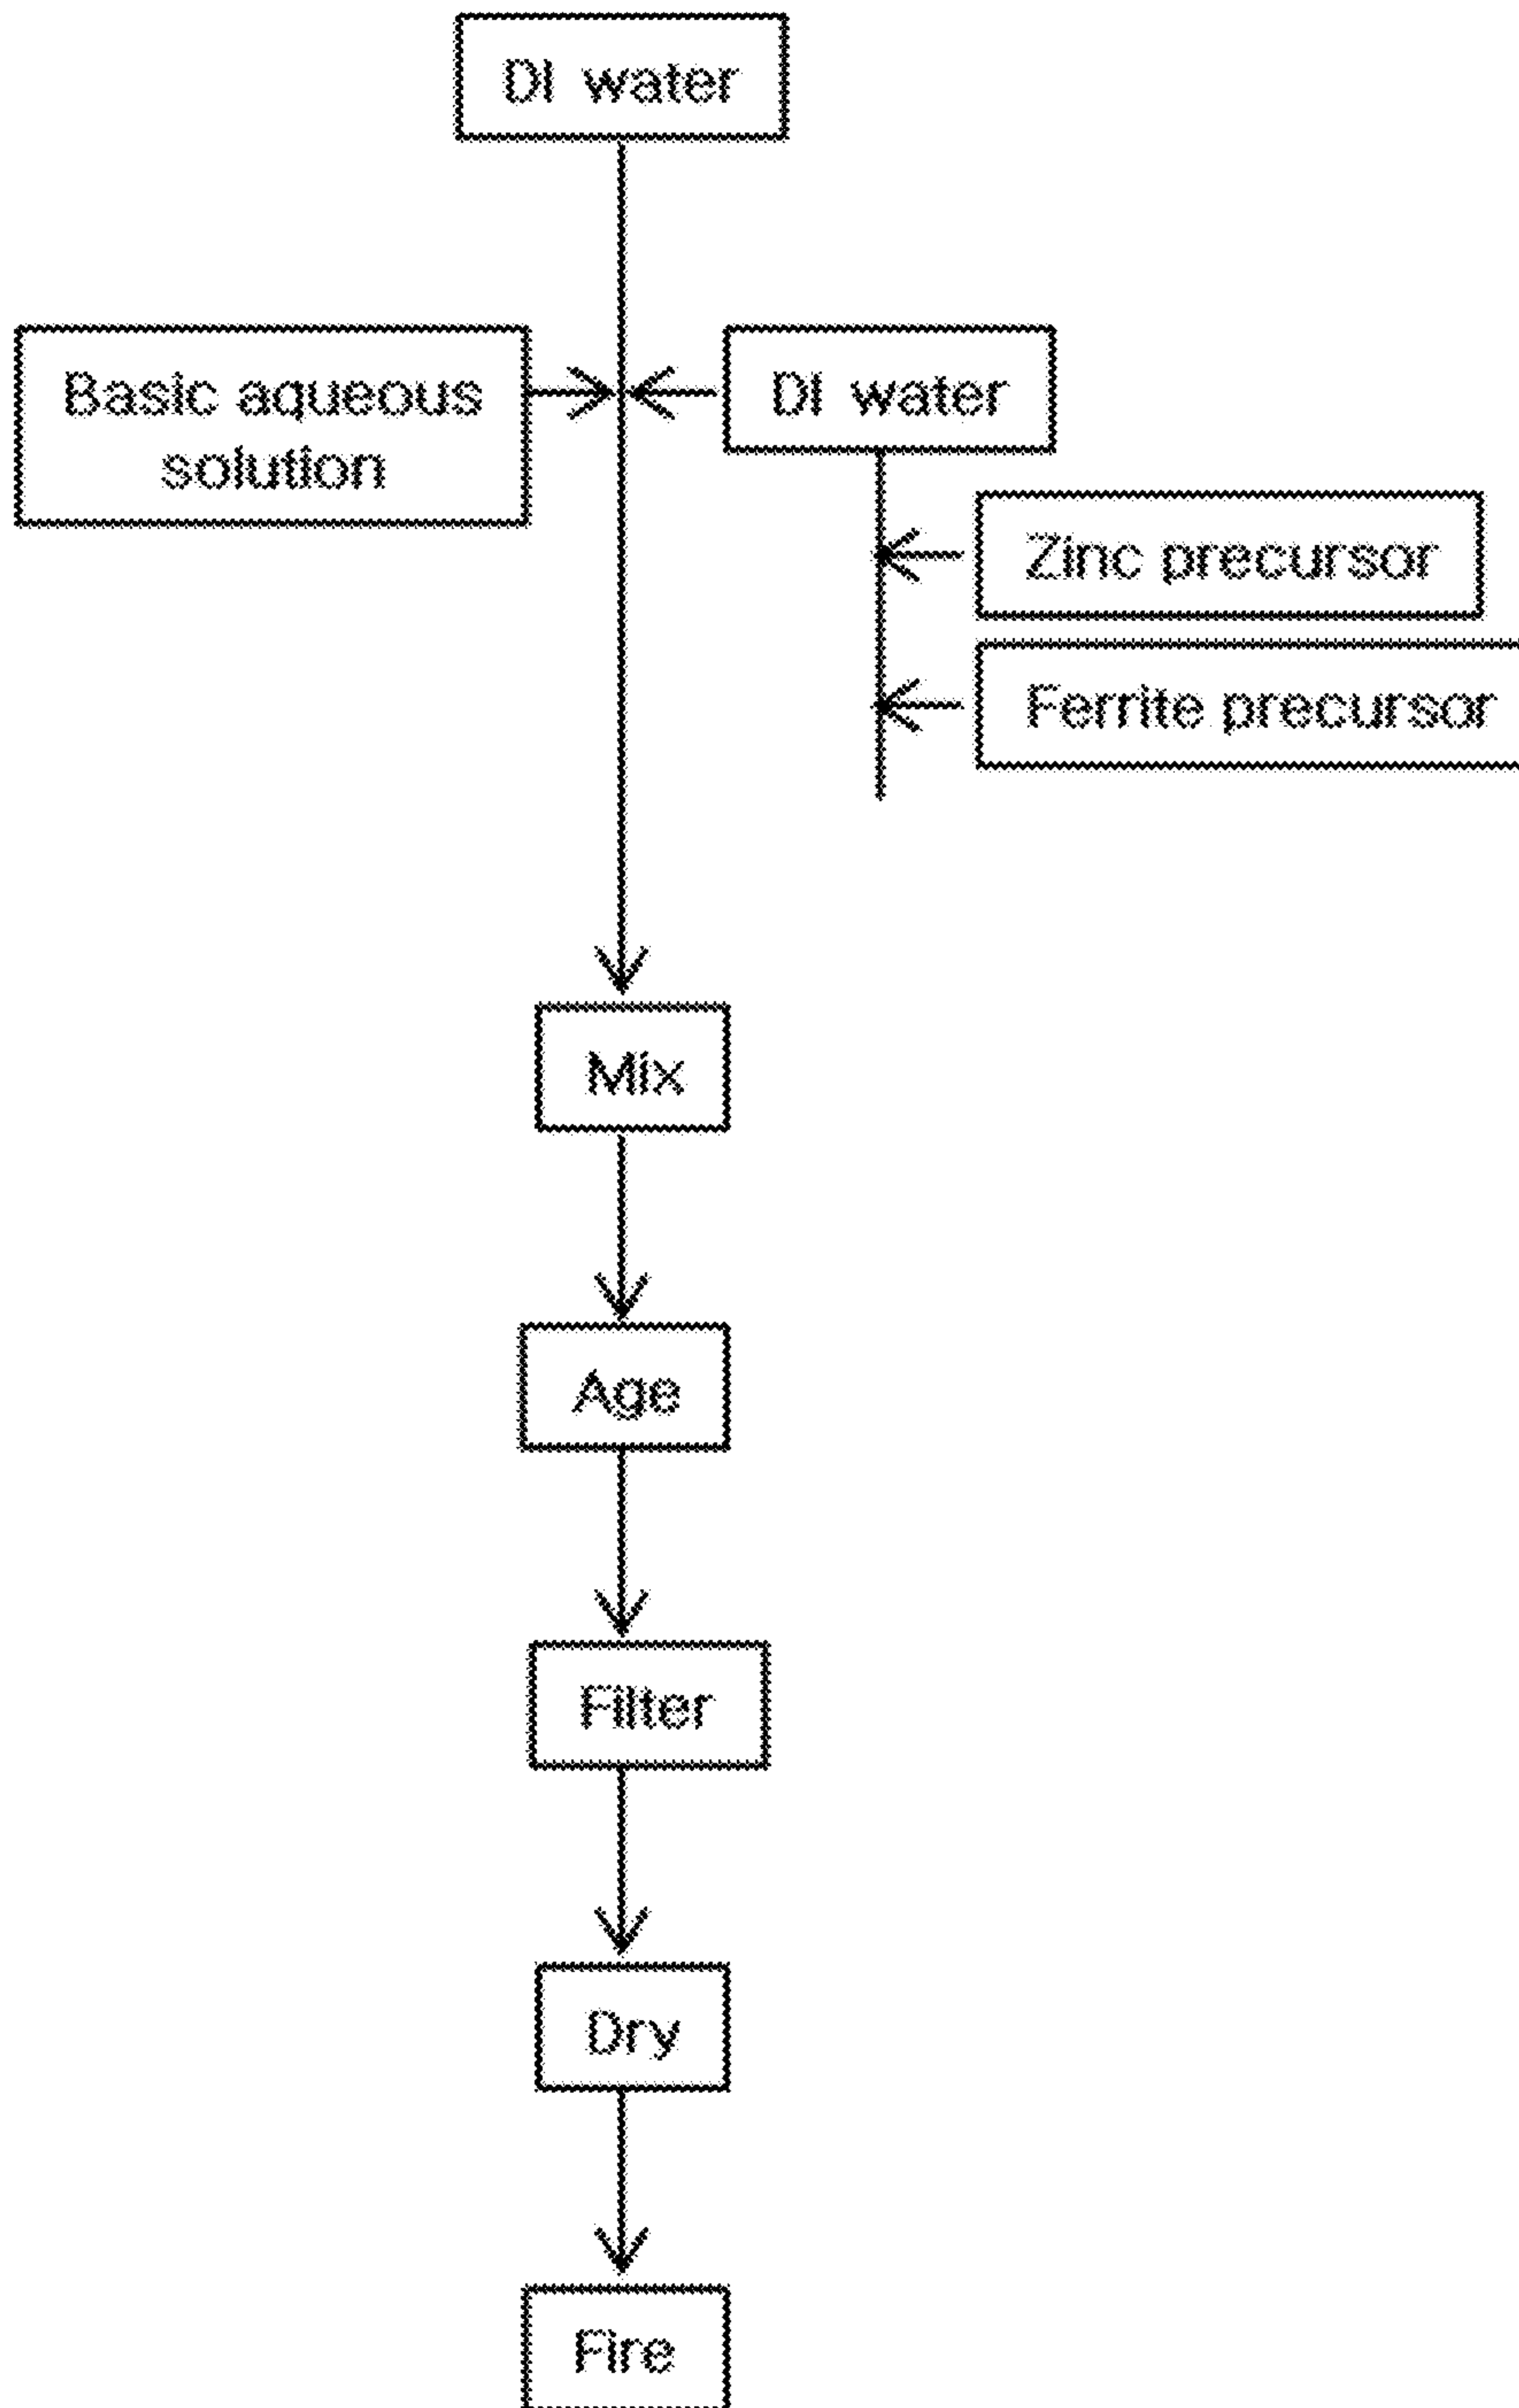 DI water
Basic aqueous
solution
DI water
Zinc precursor
Ferrite precursor
Mix
Age
Filter
Dry
Fire